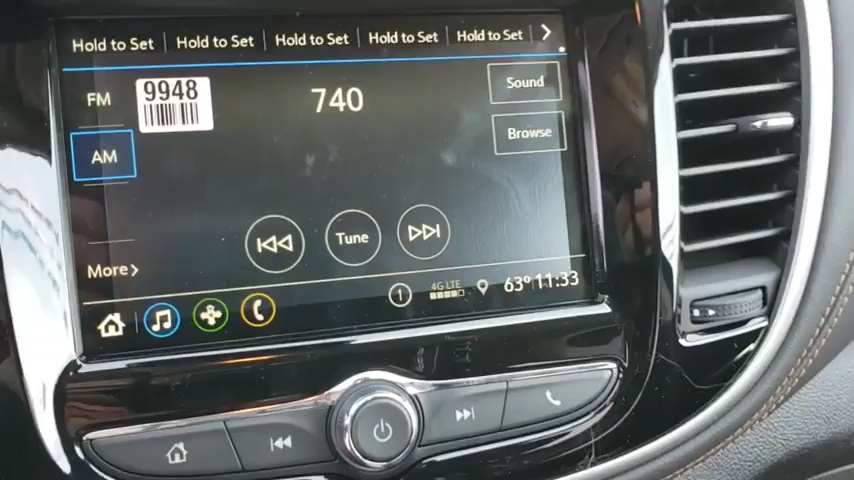 Hold to Set Hold to Set Hold to Set Hold to Set Hold to Set
FM 9948 740 Sound
AM Browse
Tune
More
1 4G LTE 63° 11:33